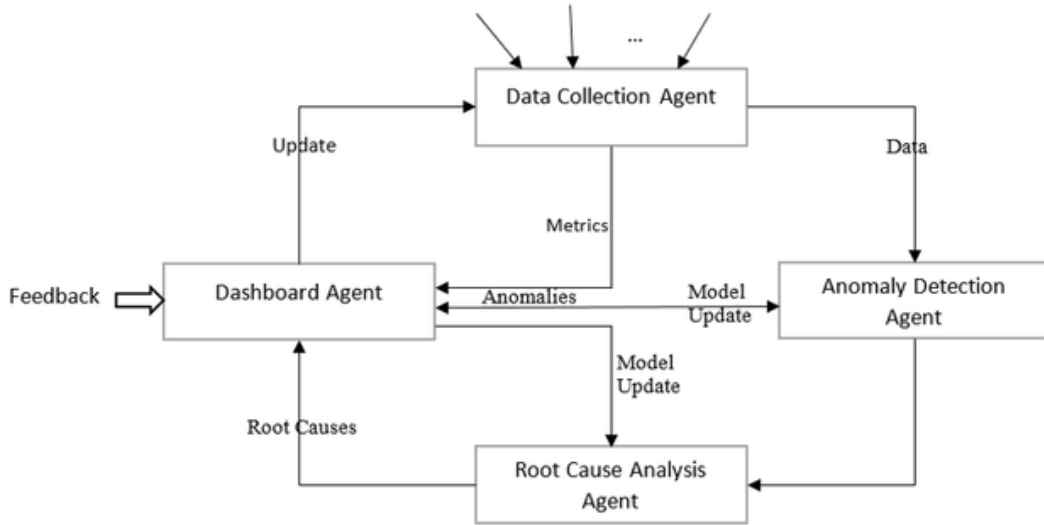 ...
Data Collection Agent
Update
Data
Metrics
Feedback
Dashboard Agent
Anomalies
Model
Update
Anomaly Detection
Agent
Model
Update
Root Causes
Root Cause Analysis
Agent